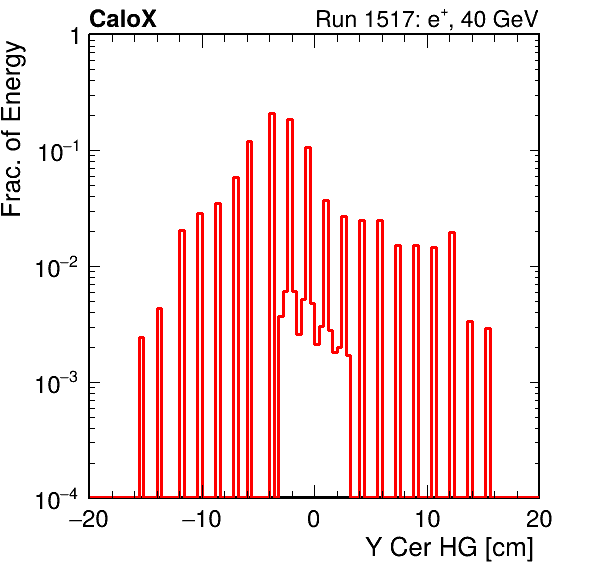 CaloX Run 1517: e⁺, 40 GeV
Frac. of Energy
1
10⁻¹
10⁻²
10⁻³
10⁻⁴
−20 −10 0 10 20
Y Cer HG [cm]